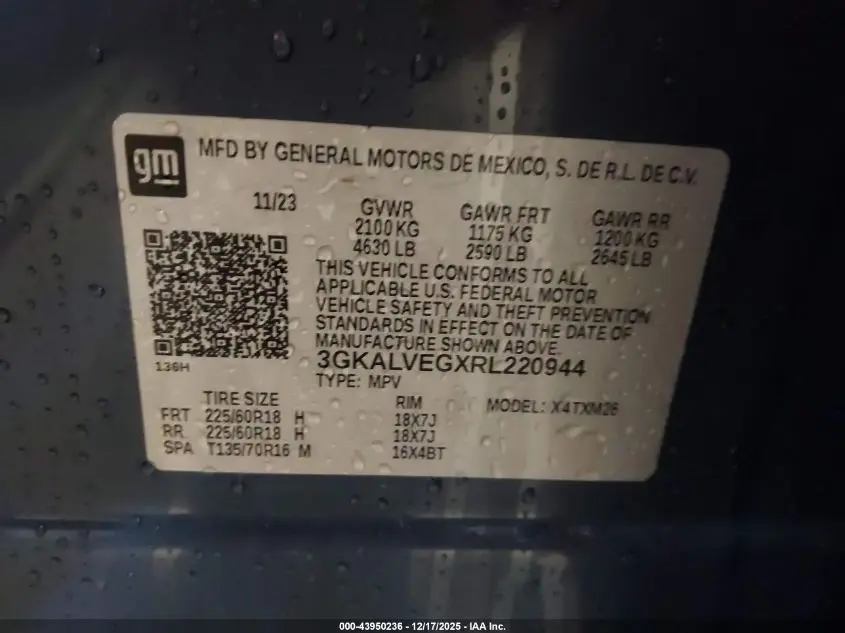 gm
MFD BY GENERAL MOTORS DE MEXICO, S. DE R.L. DE C.V.
11/23
GVWR GAWR FRT GAWR RR
2100 KG 1175 KG 1200 KG
4630 LB 2590 LB 2645 LB
THIS VEHICLE CONFORMS TO ALL
APPLICABLE U.S. FEDERAL MOTOR
VEHICLE SAFETY AND THEFT PREVENTION
STANDARDS IN EFFECT ON THE DATE OF
MANUFACTURE SHOWN ABOVE.
136H
3GKALVEGXRL220944
TYPE: MPV
TIRE SIZE RIM MODEL: X4TXM26
FRT 225/60R18 H 18X7J
RR 225/60R18 H 18X7J
SPA T135/70R16 M 16X4BT
000-43950236 - 12/17/2025 - IAA Inc.